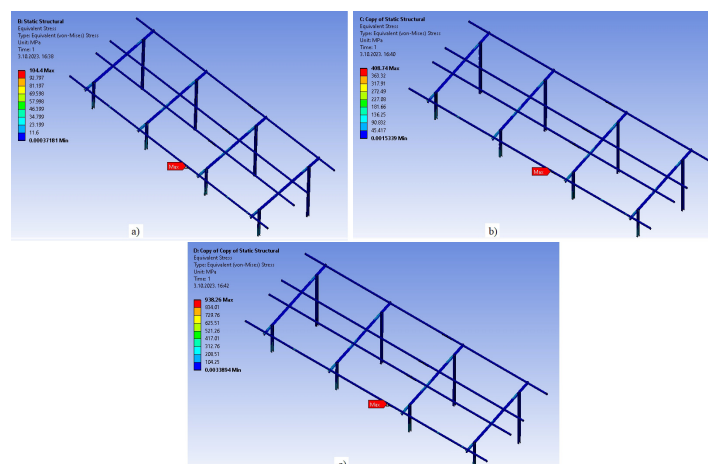 B: Static Structural
Equivalent Stress
Type: Equivalent (von-Mises) Stress
Unit: MPa
Time: 1
3.10.2023. 16:39
104.4 Max
92.797
81.197
69.598
57.998
46.399
34.799
23.199
11.6
0.00037181 Min
Max
a)
C: Copy of Static Structural
Equivalent Stress
Type: Equivalent (von-Mises) Stress
Unit: MPa
Time: 1
3.10.2023. 16:40
408.74 Max
363.32
317.91
272.49
227.08
181.66
136.25
90.833
45.417
0.0015339 Min
Max
b)
D: Copy of Copy of Static Structural
Equivalent Stress
Type: Equivalent (von-Mises) Stress
Unit: MPa
Time: 1
3.10.2023. 16:42
938.26 Max
834.01
729.76
625.51
521.26
417.01
312.76
208.51
104.25
0.0033894 Min
Max